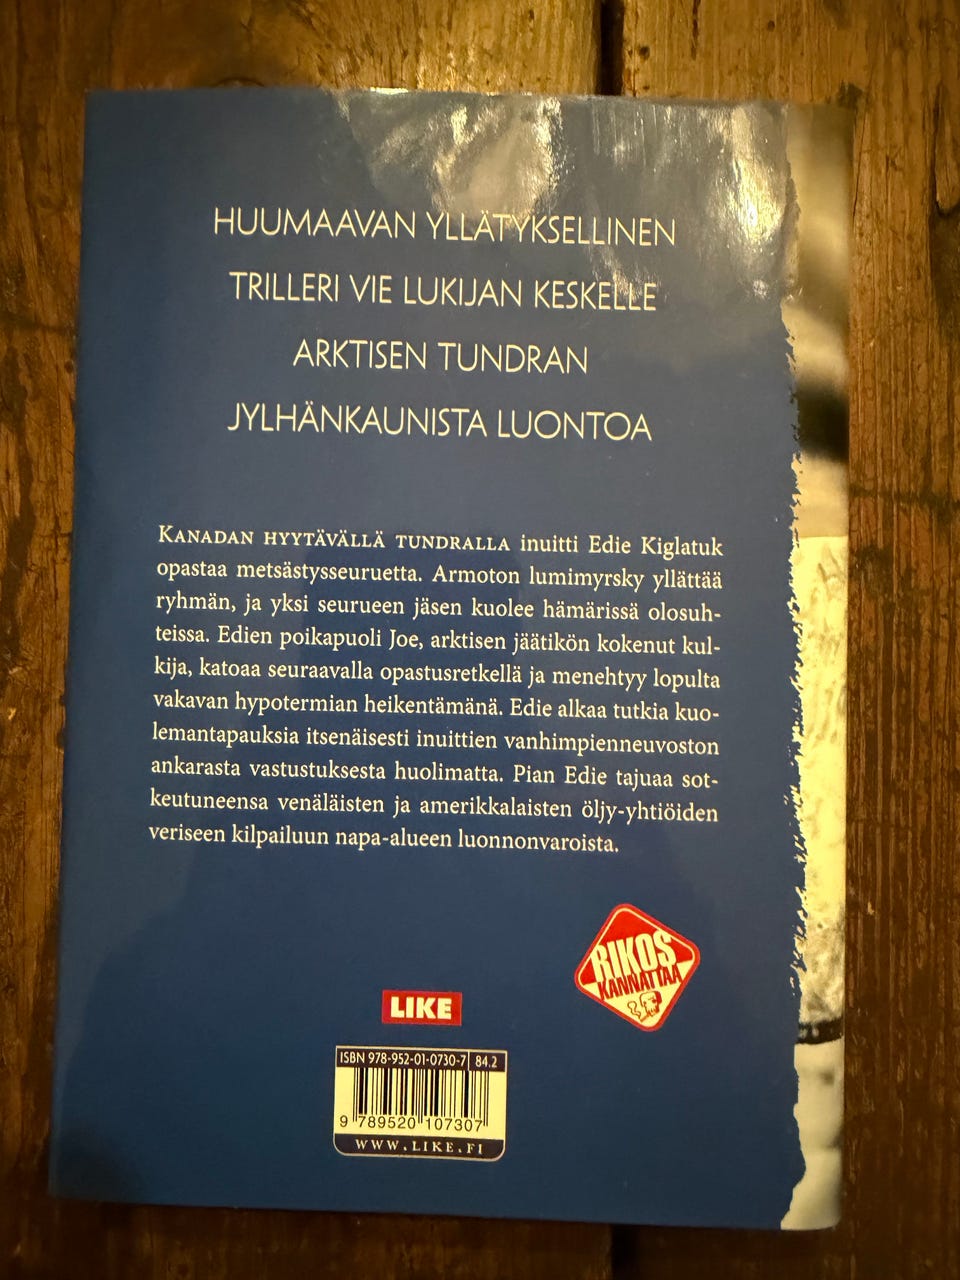 HUUMAAVAN YLLÄTYKSELLINEN
TRILLERI VIE LUKIJAN KESKELLE
ARKTISEN TUNDRAN
JYLHÄNKAUNISTA LUONTOA
KANADAN HYYTÄVÄLLÄ TUNDRALLA inuitti Edie Kiglatuk
opastaa metsästysseuruetta. Armoton lumimyrsky yllättää
ryhmän, ja yksi seurueen jäsen kuolee hämärissä olosuh-
teissa. Edien poikapuoli Joe, arktisen jäätikön kokenut kul-
kija, katoaa seuraavalla opastusretkellä ja menehtyy lopulta
vakavan hypotermian heikentämänä. Edie alkaa tutkia kuo-
lemantapauksia itsenäisesti inuittien vanhimpienneuvoston
ankarasta vastustuksesta huolimatta. Pian Edie tajuaa sot-
keutuneensa venäläisten ja amerikkalaisten öljy-yhtiöiden
veriseen kilpailuun napa-alueen luonnonvaroista.
RIKOS
KANNATTAA
LIKE
ISBN 978-952-01-0730-7 84.2
9 789520 107307
WWW.LIKE.FI